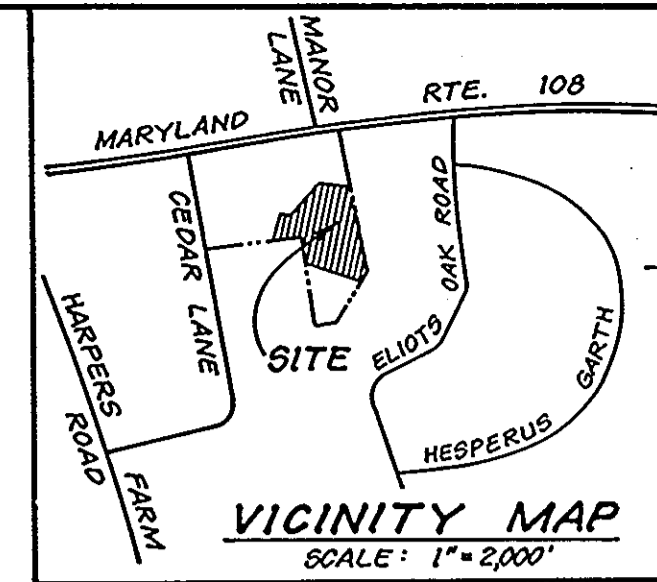 MANOR
LANE
MARYLAND
RTE. 108
CEDAR LANE
OAK ROAD
HARPERS
ROAD
FARM
SITE
ELIOTS
GARTH
HESPERUS
VICINITY MAP
SCALE: 1" = 2,000'